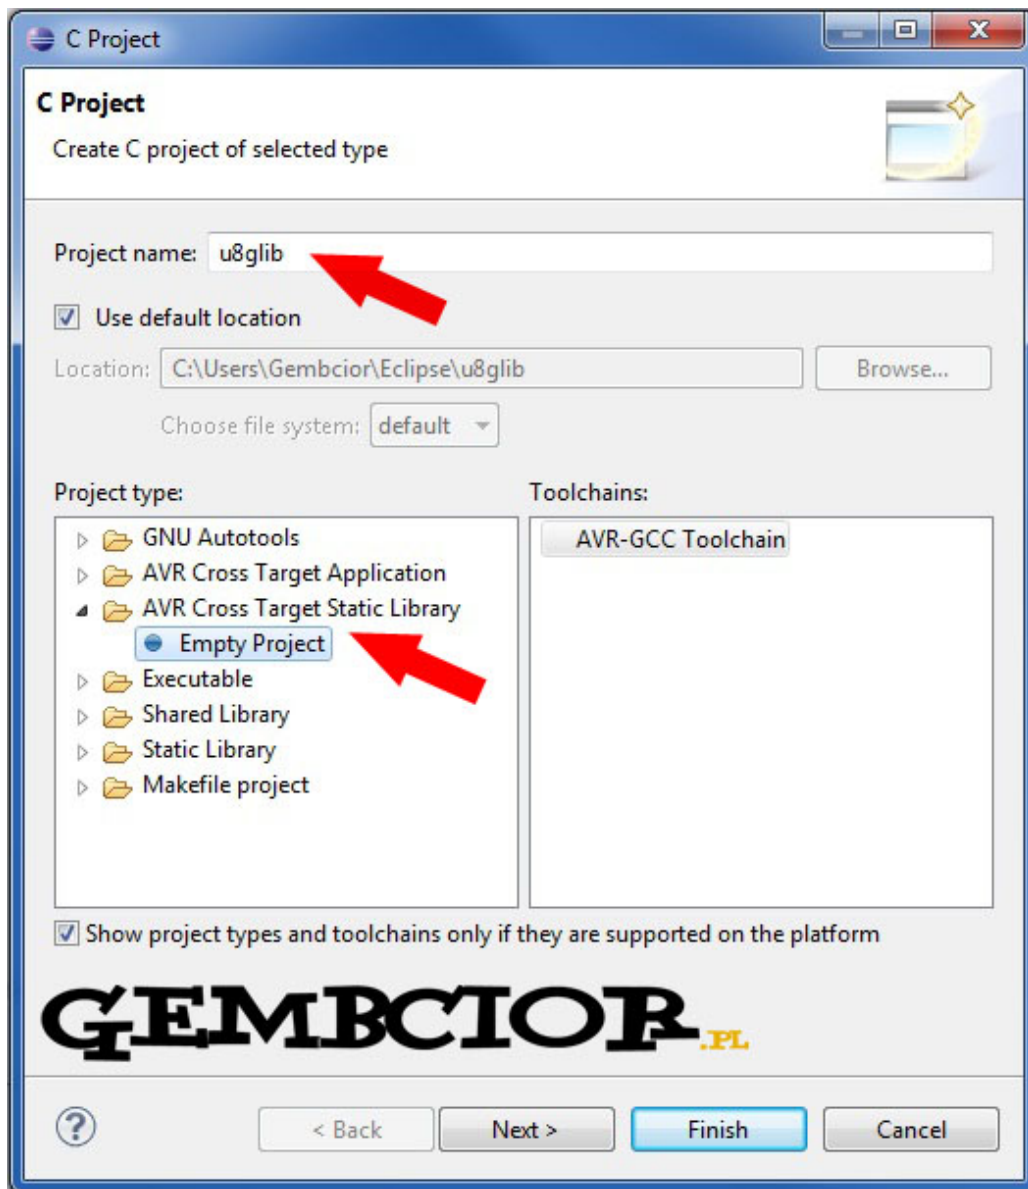 C Project
C Project
Create C project of selected type
Project name: u8glib
Use default location
Location: C:\Users\Gembcior\Eclipse\u8glib Browse...
Choose file system: default
Project type: Toolchains:
GNU Autotools AVR-GCC Toolchain
AVR Cross Target Application
AVR Cross Target Static Library
Empty Project
Executable
Shared Library
Static Library
Makefile project
Show project types and toolchains only if they are supported on the platform
GEMBCIOR.PL
? < Back Next > Finish Cancel